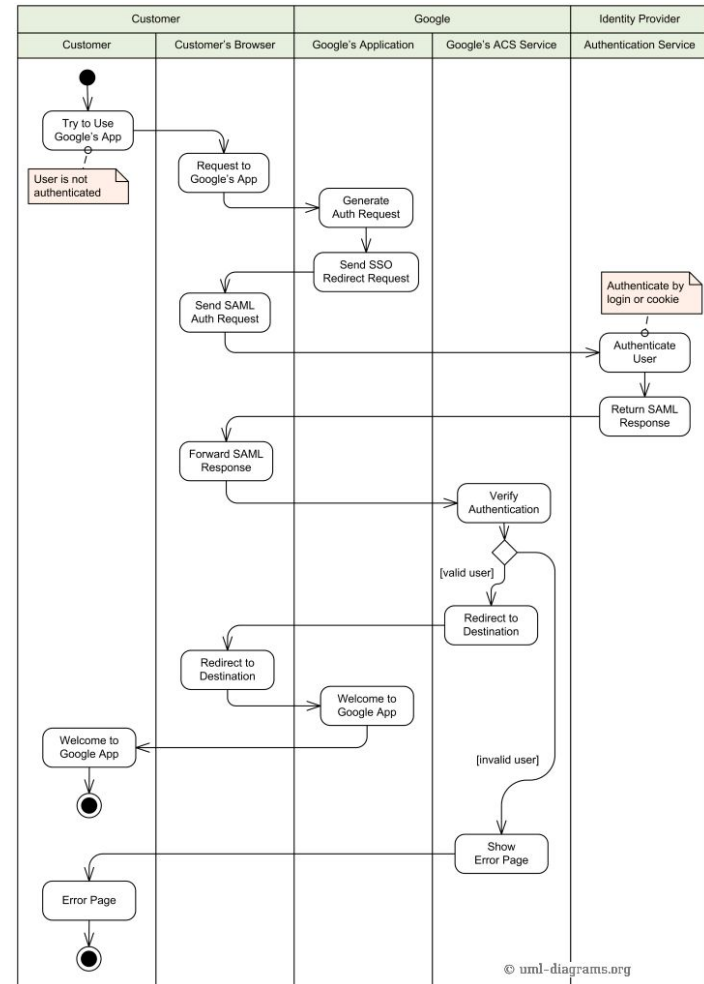 Customer
Google
Identity Provider
Customer
Customer's Browser
Google's Application
Google's ACS Service
Authentication Service
Try to Use
Google's App
User is not
authenticated
Request to
Google's App
Generate
Auth Request
Send SSO
Redirect Request
Send SAML
Auth Request
Authenticate by
login or cookie
Authenticate
User
Return SAML
Response
Forward SAML
Response
Verify
Authentication
[valid user]
Redirect to
Destination
Redirect to
Destination
Welcome to
Google App
Welcome to
Google App
[invalid user]
Show
Error Page
Error Page
© uml-diagrams.org